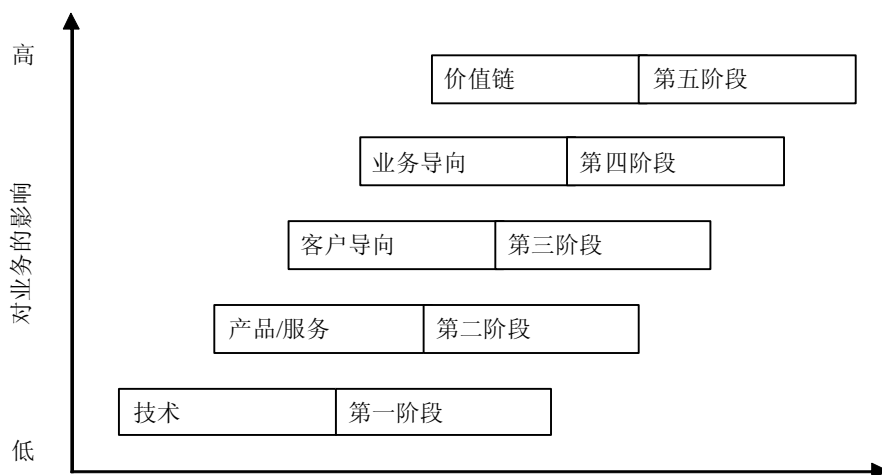 高
价值链 第五阶段
业务导向 第四阶段
对业务的影响
客户导向 第三阶段
产品/服务 第二阶段
技术 第一阶段
低